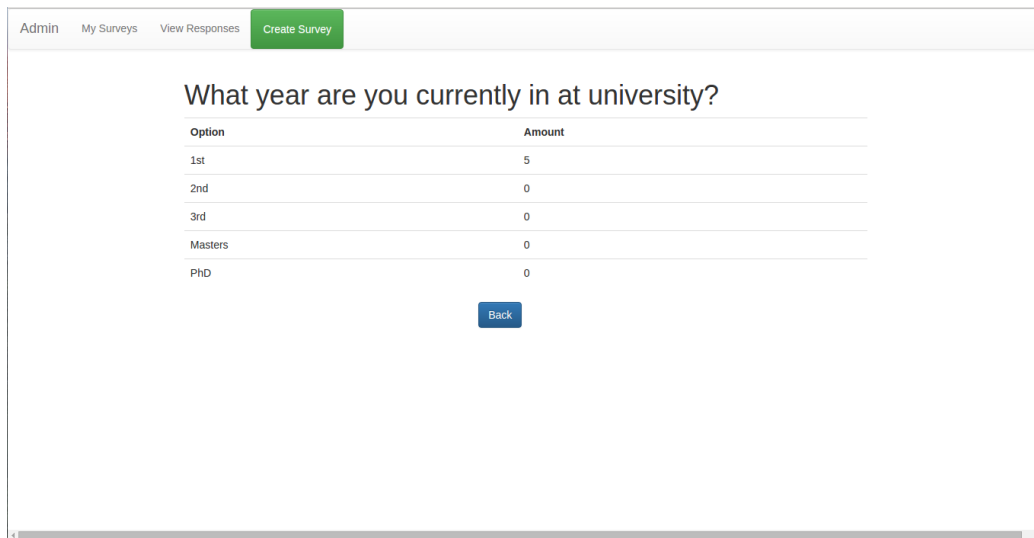 Admin My Surveys View Responses Create Survey
What year are you currently in at university?
Option Amount
1st 5
2nd 0
3rd 0
Masters 0
PhD 0
Back